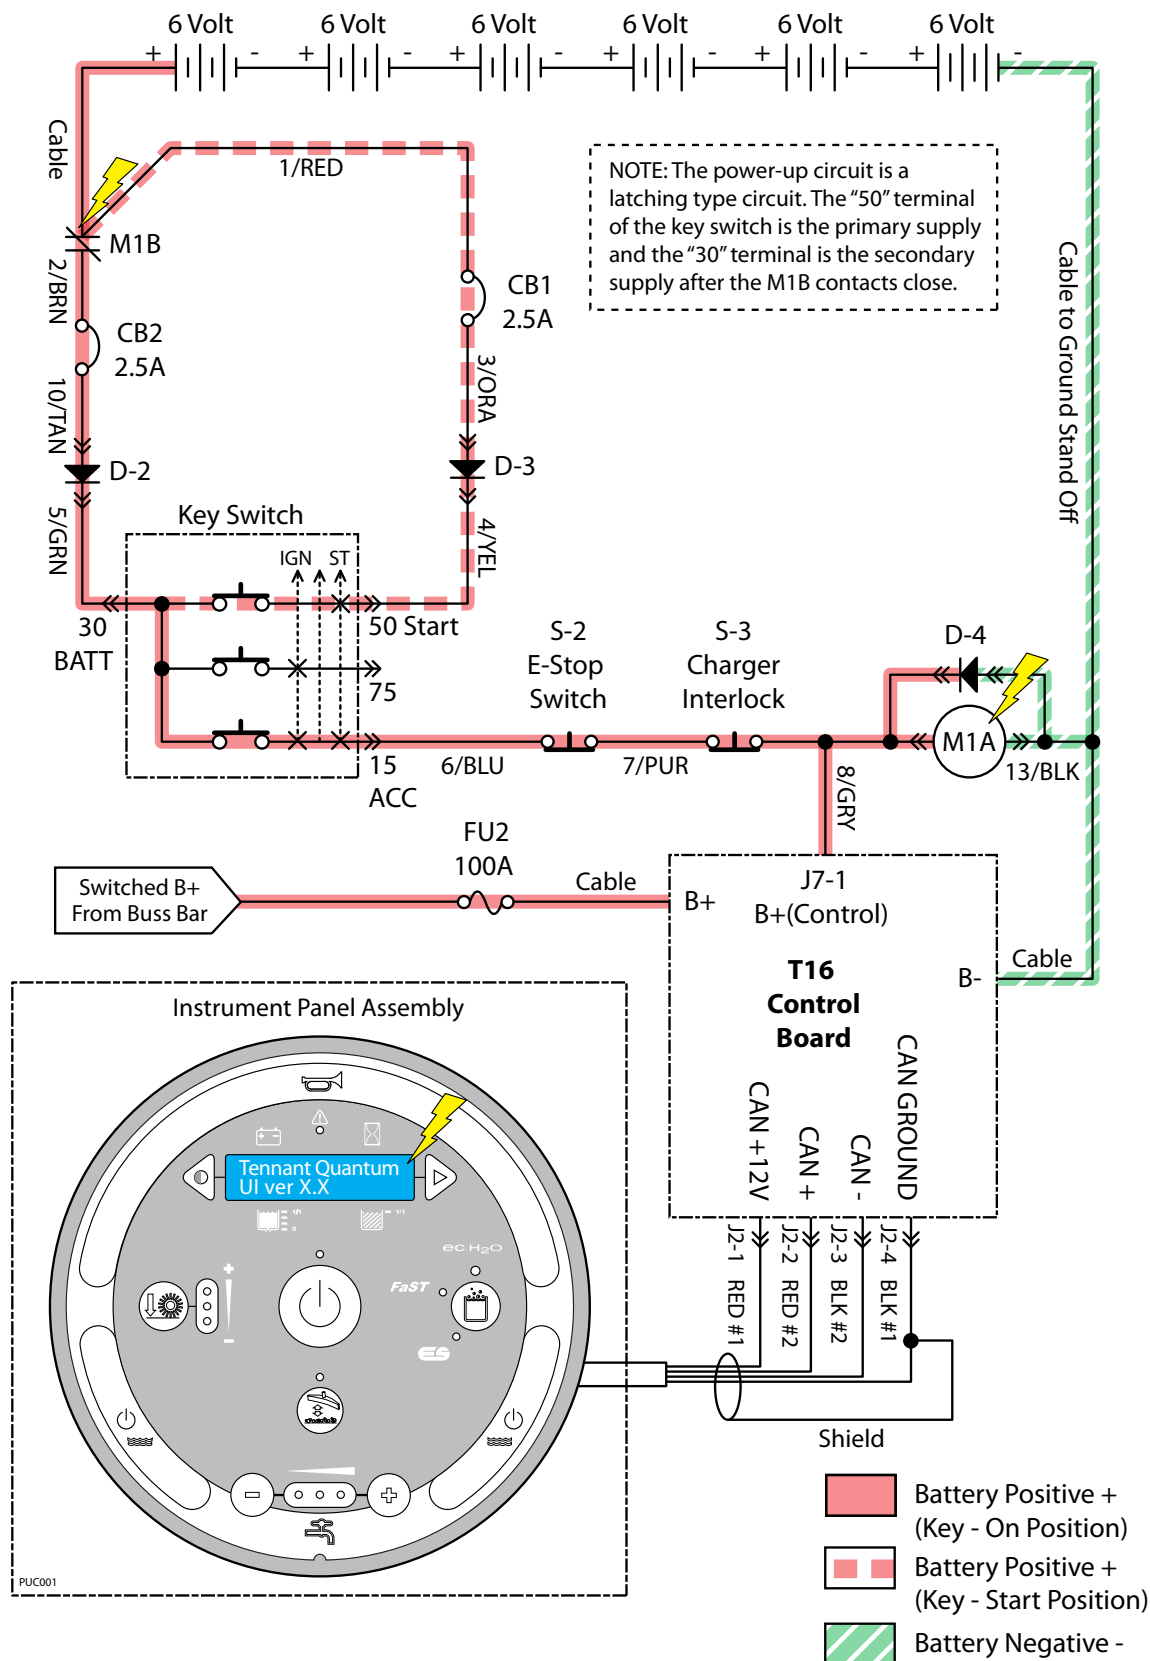 6 Volt 6 Volt 6 Volt 6 Volt 6 Volt 6 Volt
+ - + - + - + - + - + -
Cable
1/RED
NOTE: The power-up circuit is a
latching type circuit. The “50” terminal
of the key switch is the primary supply
and the “30” terminal is the secondary
supply after the M1B contacts close.
M1B
2/BRN
CB2
2.5A
CB1
2.5A
Cable to Ground Stand Off
10/TAN
3/ORA
D-2
D-3
5/GRN
4/YEL
Key Switch
IGN ST
30
BATT
50 Start
75
15
ACC
6/BLU
S-2
E-Stop
Switch
7/PUR
S-3
Charger
Interlock
D-4
M1A
13/BLK
8/GRY
FU2
100A
Switched B+
From Buss Bar
Cable
B+
J7-1
B+(Control)
T16
Control
Board
B-
Cable
CAN +12V
CAN +
CAN -
CAN GROUND
J2-1 RED #1
J2-2 RED #2
J2-3 BLK #2
J2-4 BLK #1
Shield
Instrument Panel Assembly
Tennant Quantum
UI ver X.X
1/1
0
1/1
ec H2O
FaST
ES
+
-
- +
PUC001
Battery Positive +
(Key - On Position)
Battery Positive +
(Key - Start Position)
Battery Negative -